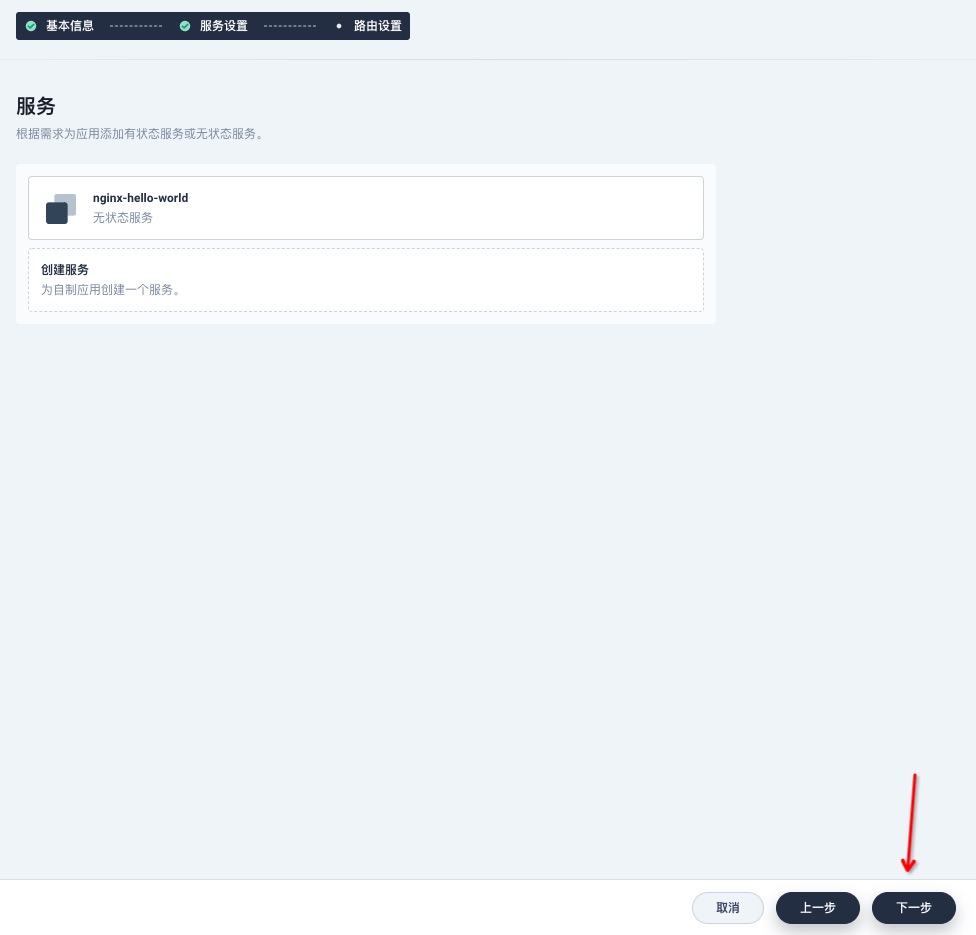 基本信息 服务设置 路由设置
服务
根据需求为应用添加有状态服务或无状态服务。
nginx-hello-world
无状态服务
创建服务
为自制应用创建一个服务。
取消 上一步 下一步